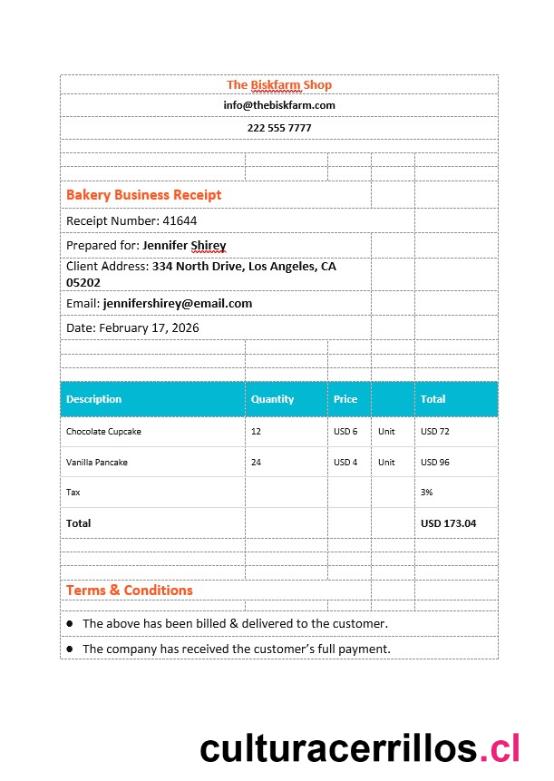 The Biskfarm Shop
info@thebiskfarm.com
222 555 7777
Bakery Business Receipt
Receipt Number: 41644
Prepared for: Jennifer Shirey
Client Address: 334 North Drive, Los Angeles, CA
05202
Email: jennifershirey@email.com
Date: February 17, 2026
Description Quantity Price Total
Chocolate Cupcake 12 USD 6 Unit USD 72
Vanilla Pancake 24 USD 4 Unit USD 96
Tax 3%
Total USD 173.04
Terms & Conditions
● The above has been billed & delivered to the customer.
● The company has received the customer’s full payment.
culturacerrillos.cl